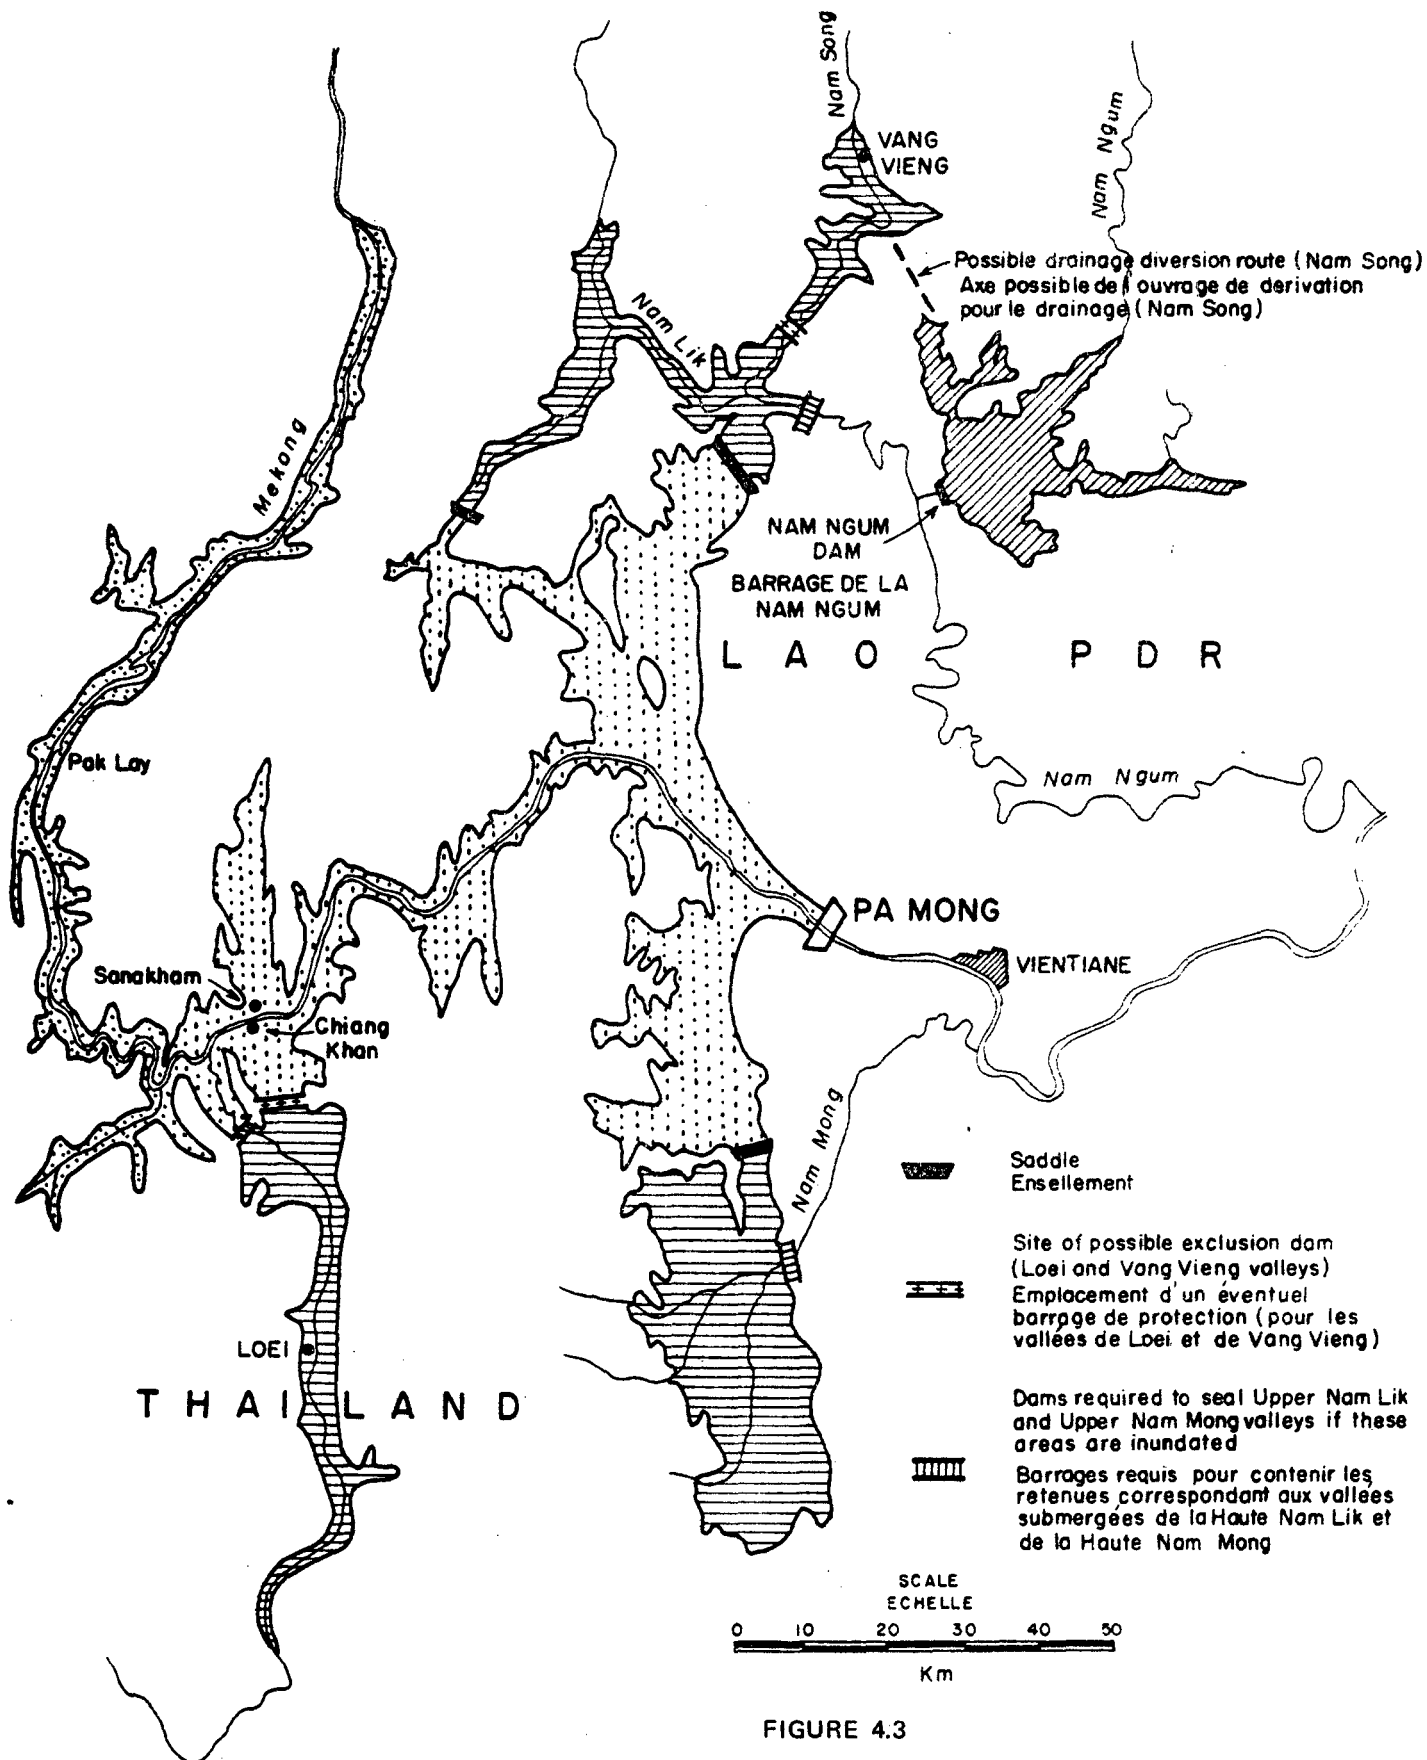 Nam Song
VANG
VIENG
Nam Ngum
Possible drainage diversion route (Nam Song)
Axe possible de l ouvrage de derivation
pour le drainage (Nam Song)
Nam Lik
Mekong
NAM NGUM
DAM
BARRAGE DE LA
NAM NGUM
LAO PDR
Pak Lay
Nam Ngum
PA MONG
VIENTIANE
Sanakham
Chiang
Khan
Nam Mong
Saddle
Ensellement
Site of possible exclusion dam
(Loei and Vang Vieng valleys)
Emplacement d'un éventuel
barrage de protection (pour les
vallées de Loei et de Vang Vieng)
LOEI
THAILAND
Dams required to seal Upper Nam Lik
and Upper Nam Mong valleys if these
areas are inundated
Barrages requis pour contenir les
retenues correspondant aux vallées
submergées de la Haute Nam Lik et
de la Haute Nam Mong
SCALE
ECHELLE
0 10 20 30 40 50
Km
FIGURE 4.3